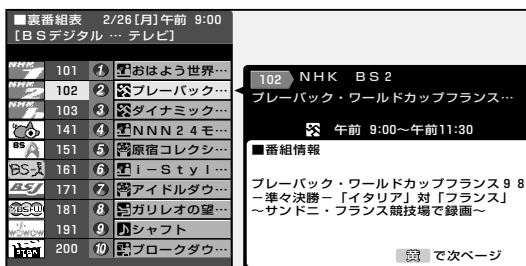 ■裏番組表 2/26[月]午前 9:00
[BSデジタル … テレビ]
101 1 おはよう世界…
102 2 プレーバック…
103 3 ダイナミック…
141 4 NNN24モ…
151 5 原宿コレクシ…
161 6 i－Styl…
171 7 アイドルダウ…
181 8 ガリレオの望…
191 9 シャフト
200 10 ブロークダウ…
102 NHK BS2
プレーバック・ワールドカップフランス…
午前 9:00～午前11:30
■番組情報
プレーバック・ワールドカップフランス98
－準々決勝－「イタリア」対「フランス」
～サンドニ・フランス競技場で録画～
黄 で次ページ